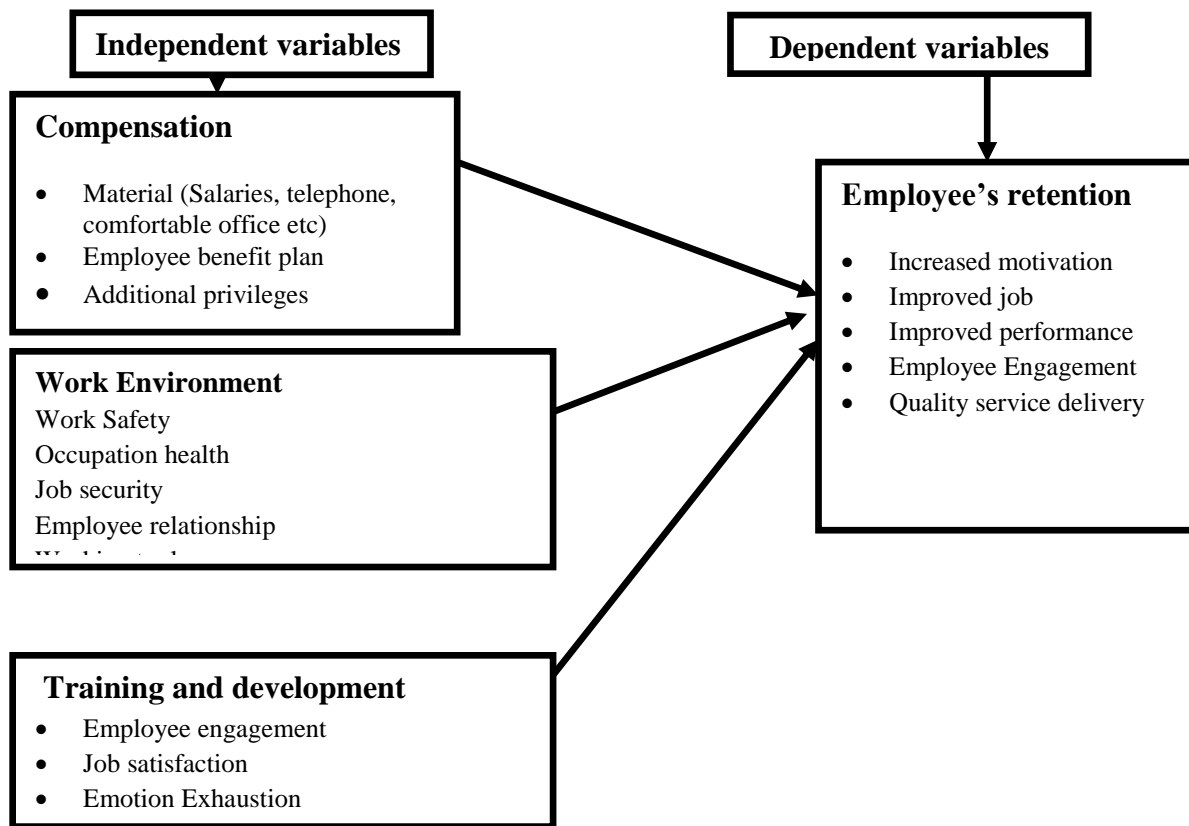 Independent variables
Dependent variables
Compensation
• Material (Salaries, telephone,
comfortable office etc)
• Employee benefit plan
• Additional privileges
Work Environment
Work Safety
Occupation health
Job security
Employee relationship
Training and development
• Employee engagement
• Job satisfaction
• Emotion Exhaustion
Employee’s retention
• Increased motivation
• Improved job
• Improved performance
• Employee Engagement
• Quality service delivery